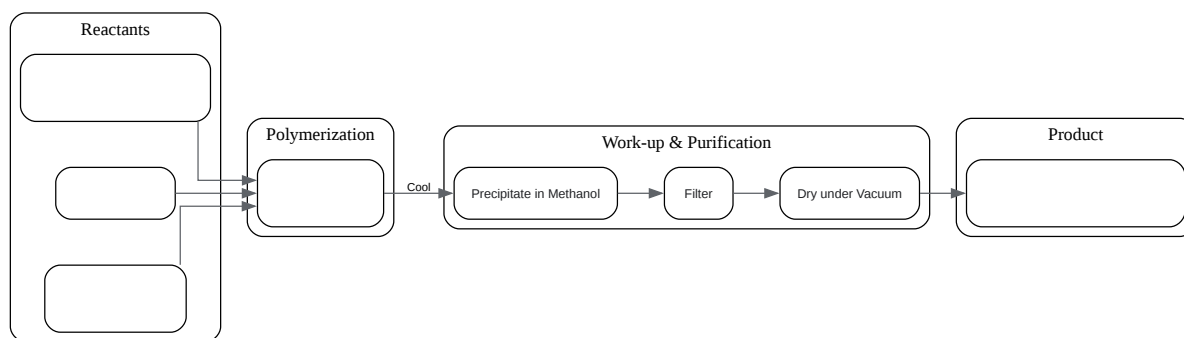 Reactants
Polymerization
Cool
Work-up & Purification
Precipitate in Methanol
Filter
Dry under Vacuum
Product